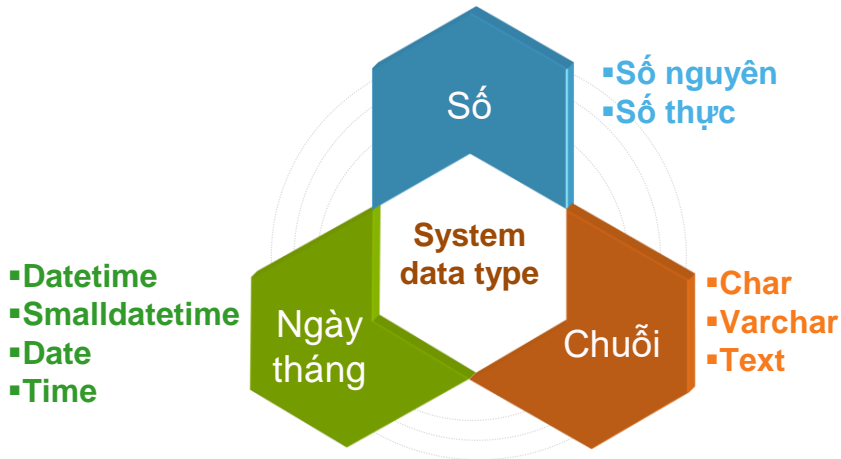 Số
▪Số nguyên
▪Số thực
System
data type
▪Datetime
▪Smalldatetime
▪Date
▪Time
Ngày
tháng
Chuỗi
▪Char
▪Varchar
▪Text